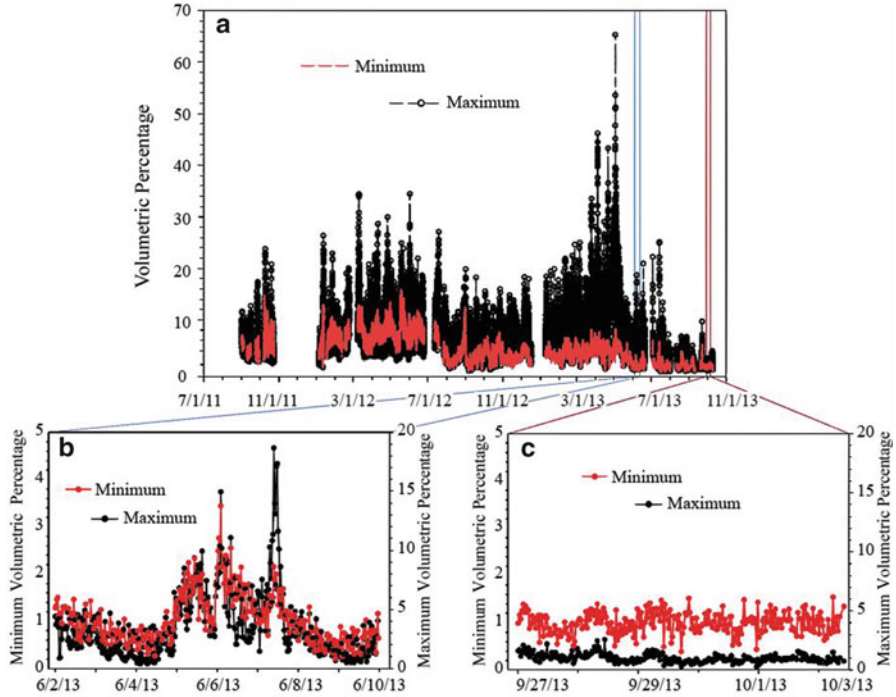 a
70
60
50
40
30
20
10
0
Volumetric Percentage
Minimum
Maximum
7/1/11 11/1/11 3/1/12 7/1/12 11/1/12 3/1/13 7/1/13 11/1/13
b
5
4
3
2
1
0
Minimum Volumetric Percentage
Minimum
Maximum
20
15
10
5
0
Maximum Volumetric Percentage
6/2/13 6/4/13 6/6/13 6/8/13 6/10/13
c
5
4
3
2
1
0
Minimum Volumetric Percentage
Minimum
Maximum
20
15
10
5
0
Maximum Volumetric Percentage
9/27/13 9/29/13 10/1/13 10/3/13